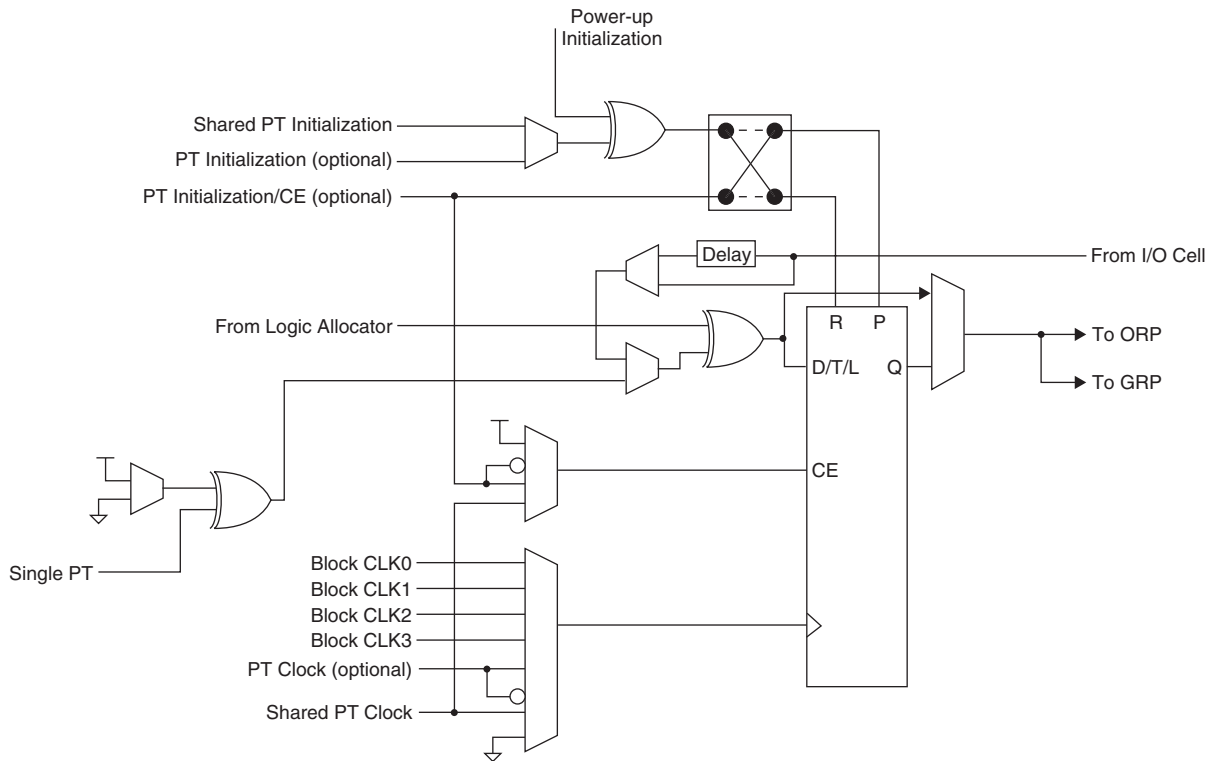 Power-up
Initialization
Shared PT Initialization
PT Initialization (optional)
PT Initialization/CE (optional)
Delay
From I/O Cell
From Logic Allocator
R P
To ORP
D/T/L Q
To GRP
CE
Single PT
Block CLK0
Block CLK1
Block CLK2
Block CLK3
PT Clock (optional)
Shared PT Clock